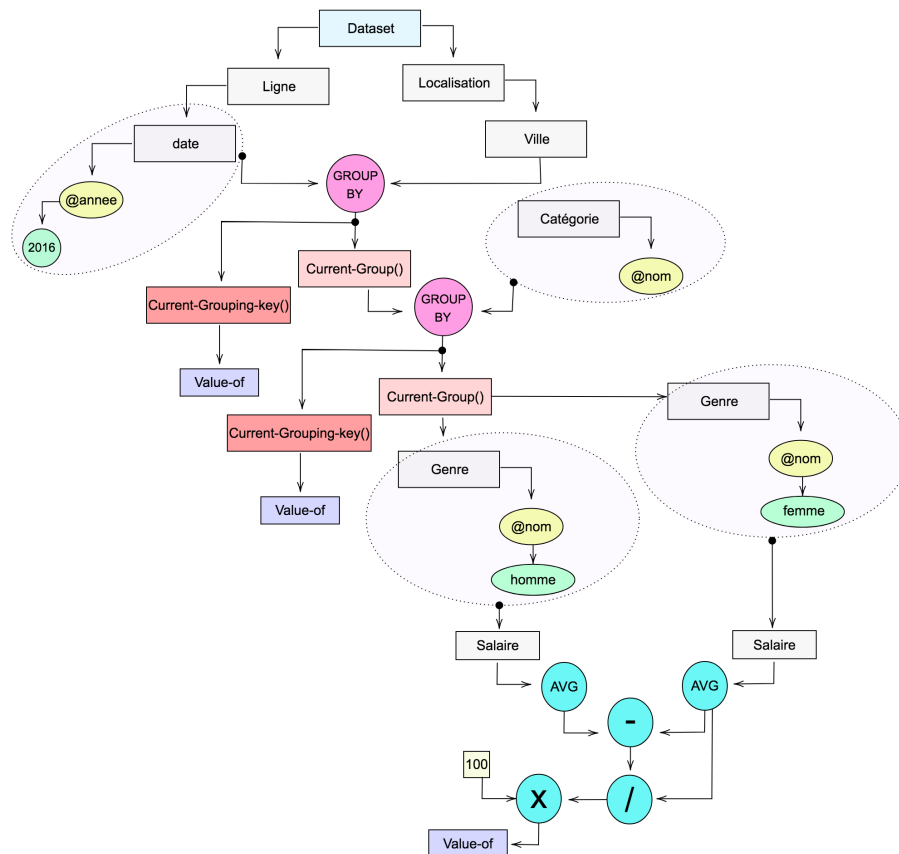 Dataset
Ligne
Localisation
date
Ville
GROUP
BY
@annee
2016
Catégorie
@nom
Current-Group()
Current-Grouping-key()
GROUP
BY
Value-of
Current-Group()
Genre
Current-Grouping-key()
@nom
Genre
Value-of
femme
@nom
homme
Salaire
Salaire
AVG
AVG
-
100
X
/
Value-of